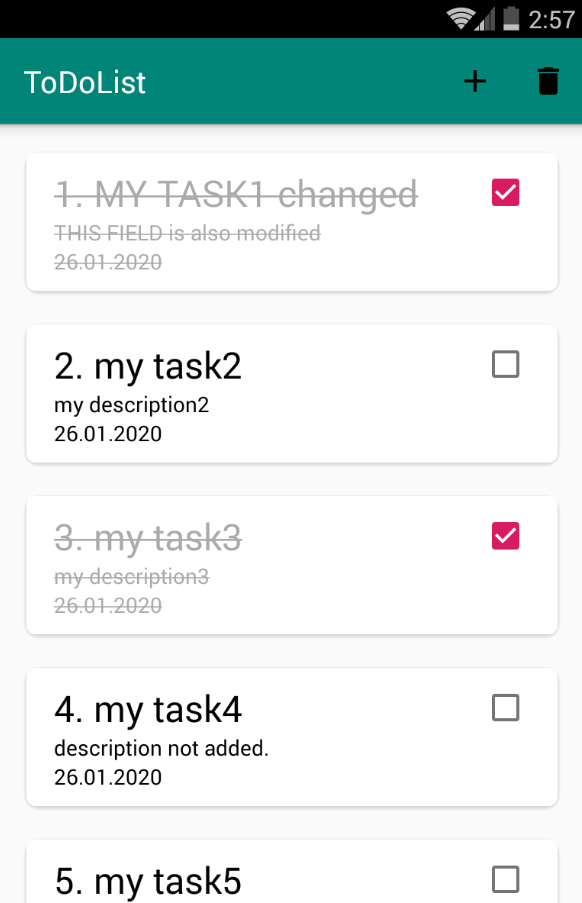 2:57
ToDoList
1. MY TASK1 changed
THIS FIELD is also modified
26.01.2020
2. my task2
my description2
26.01.2020
3. my task3
my description3
26.01.2020
4. my task4
description not added.
26.01.2020
5. my task5